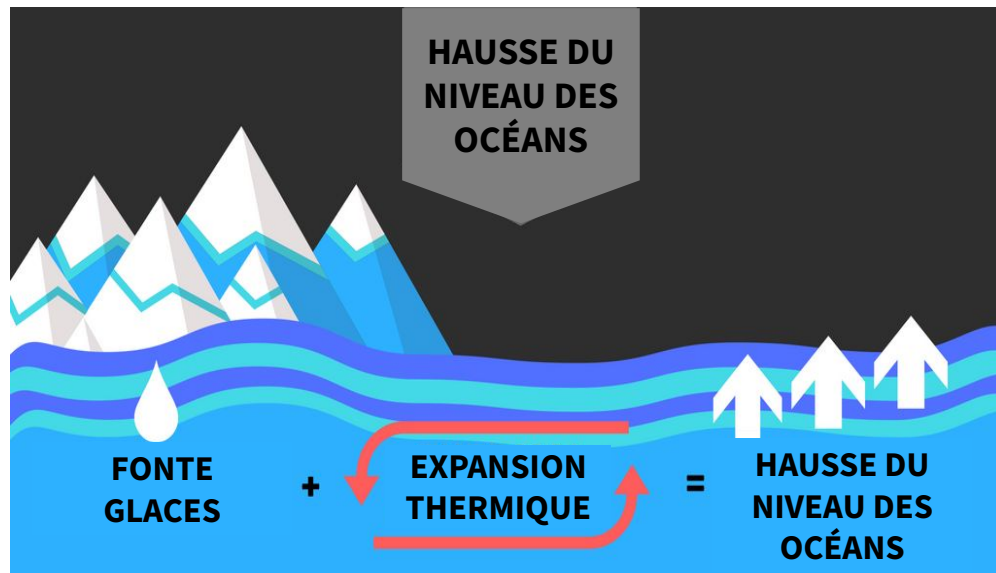 HAUSSE DU
NIVEAU DES
OCÉANS
FONTE
GLACES
+
EXPANSION
THERMIQUE
=
HAUSSE DU
NIVEAU DES
OCÉANS